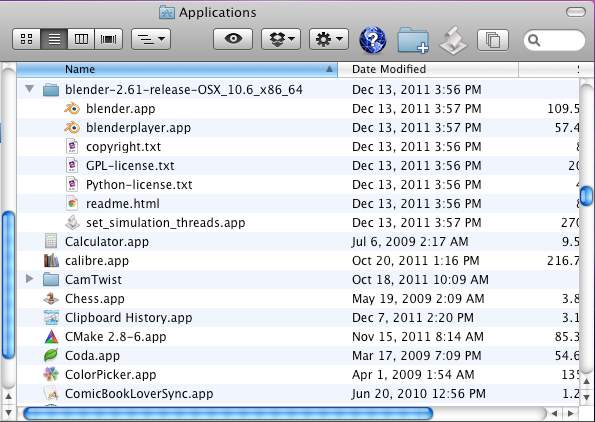 Applications
Name Date Modified S
blender-2.61-release-OSX_10.6_x86_64 Dec 13, 2011 3:56 PM
blender.app Dec 13, 2011 3:57 PM 109.5
blenderplayer.app Dec 13, 2011 3:57 PM 57.4
copyright.txt Dec 13, 2011 3:56 PM
GPL-license.txt Dec 13, 2011 3:56 PM 20
Python-license.txt Dec 13, 2011 3:56 PM
readme.html Dec 13, 2011 3:56 PM
set_simulation_threads.app Dec 13, 2011 3:57 PM 270
Calculator.app Jul 6, 2009 2:17 AM 9.5
calibre.app Oct 20, 2011 1:16 PM 216.7
CamTwist Oct 18, 2011 10:09 AM
Chess.app May 19, 2009 2:09 AM 3.8
Clipboard History.app Dec 7, 2011 2:20 PM 3.1
CMake 2.8-6.app Nov 15, 2011 8:14 AM 85.3
Coda.app Mar 17, 2009 7:09 PM 54.6
ColorPicker.app Apr 1, 2009 1:54 AM 135
ComicBookLoverSync.app Jun 20, 2010 12:56 PM 1.2